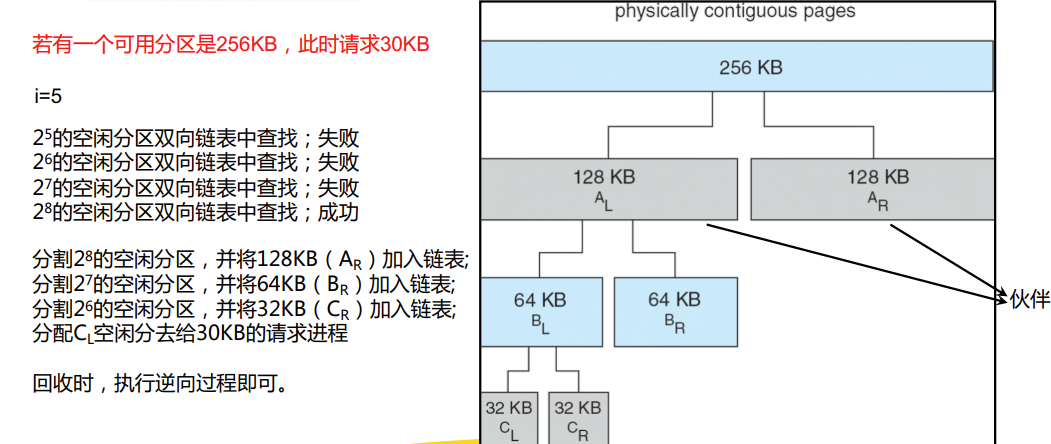 若有一个可用分区是256KB，此时请求30KB
i=5
2⁵的空闲分区双向链表中查找；失败
2⁶的空闲分区双向链表中查找；失败
2⁷的空闲分区双向链表中查找；失败
2⁸的空闲分区双向链表中查找；成功
分割2⁸的空闲分区，并将128KB（A_R）加入链表;
分割2⁷的空闲分区，并将64KB（B_R）加入链表;
分割2⁶的空闲分区，并将32KB（C_R）加入链表;
分配C_L空闲分去给30KB的请求进程
回收时，执行逆向过程即可。
physically contiguous pages
256 KB
128 KB
A_L
128 KB
A_R
64 KB
B_L
64 KB
B_R
伙伴
32 KB
C_L
32 KB
C_R